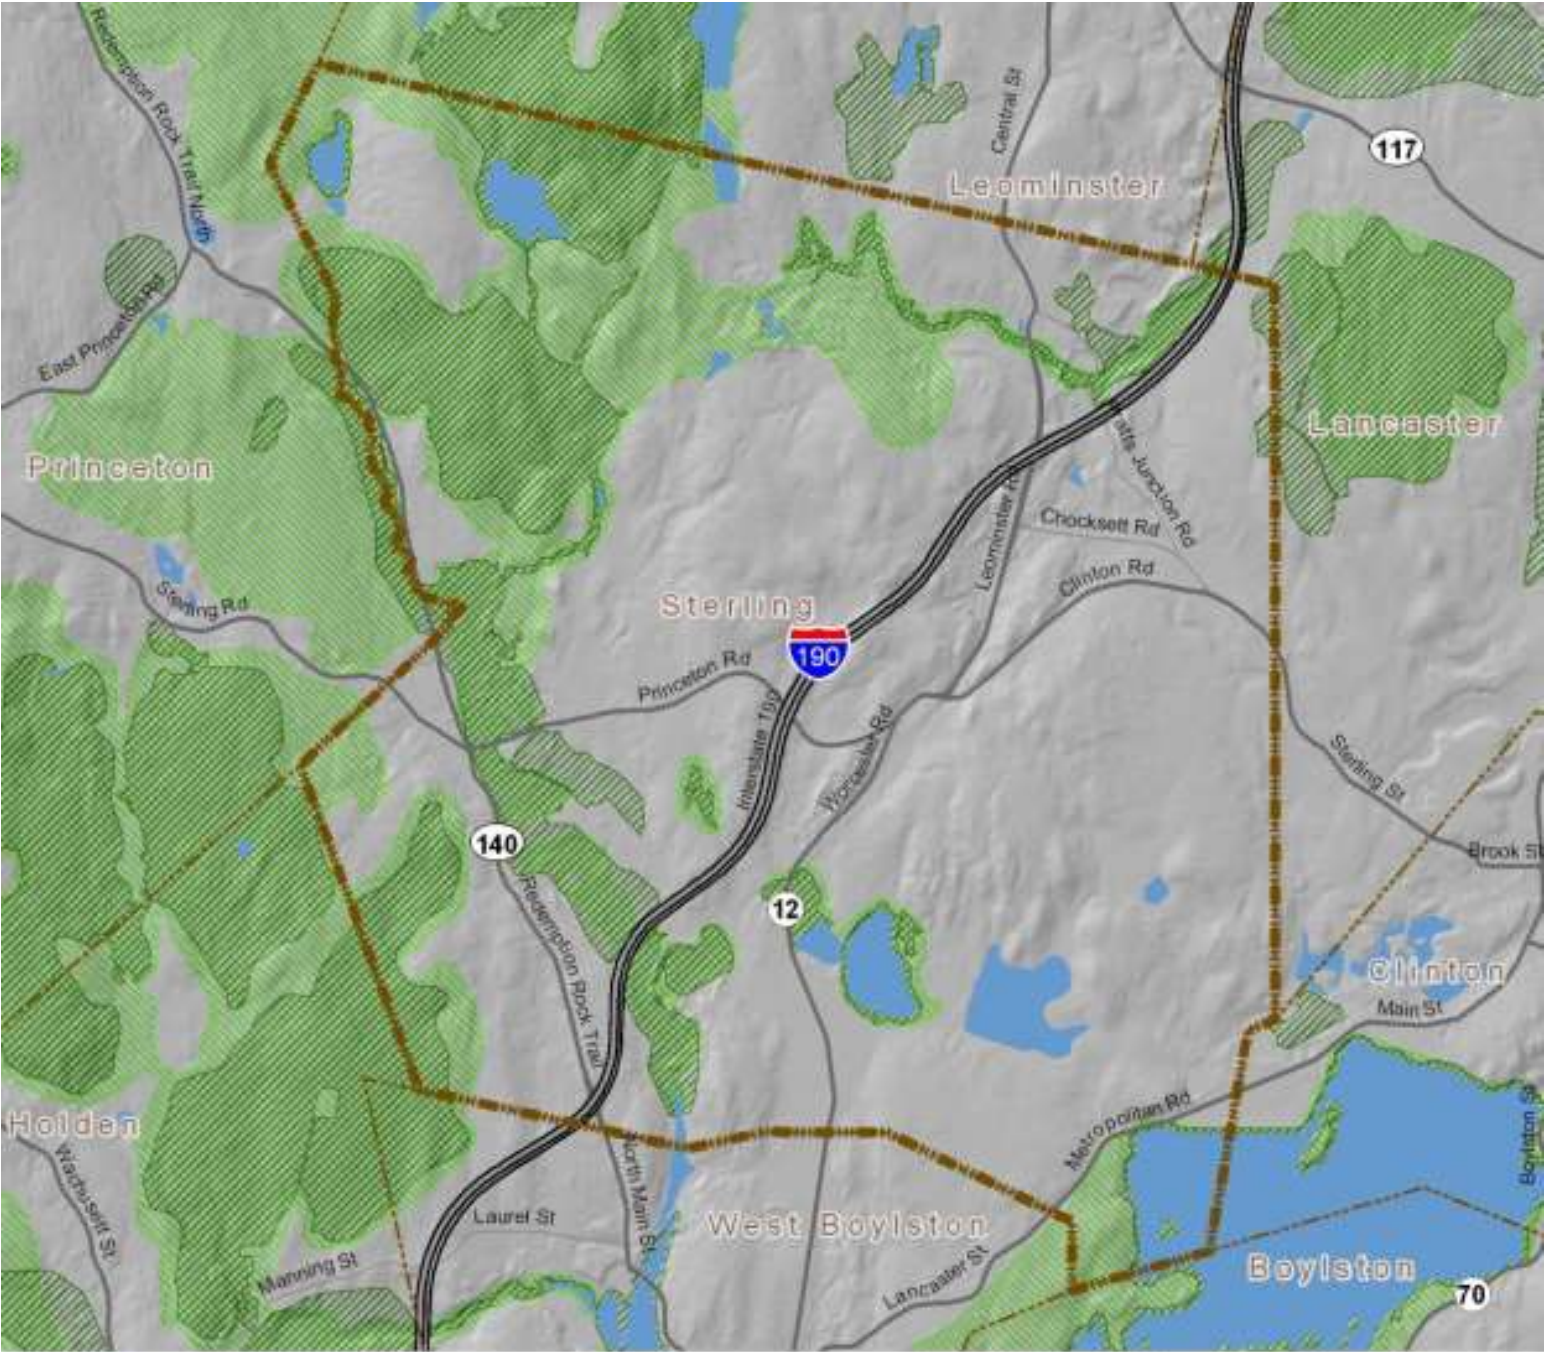 Redemption Rock Trail North
Central St
117
Leominster
East Princeton Rd
Lancaster
Princeton
Junction Rd
Chocksett Rd
Leominster
Clinton Rd
Sterling Rd
Sterling
190
Princeton Rd
Interstate 190
Worcester Rd
Sterling St
140
Brook St
12
Redemption Rock Trail
Clinton
Main St
Holden
Metropolitan Rd
Boylston St
Wachusett St
North Main St
Laurel St
West Boylston
Manning St
Lancaster St
Boylston
70